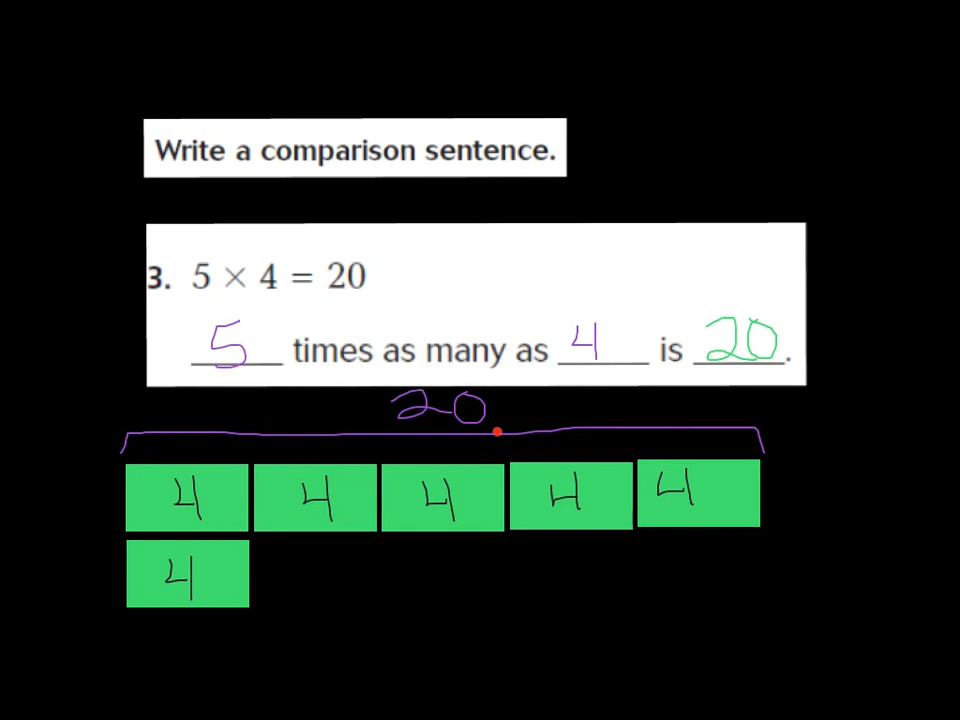 Write a comparison sentence.
3. 5 × 4 = 20
5 times as many as 4 is 20.
20
4 4 4 4 4
4